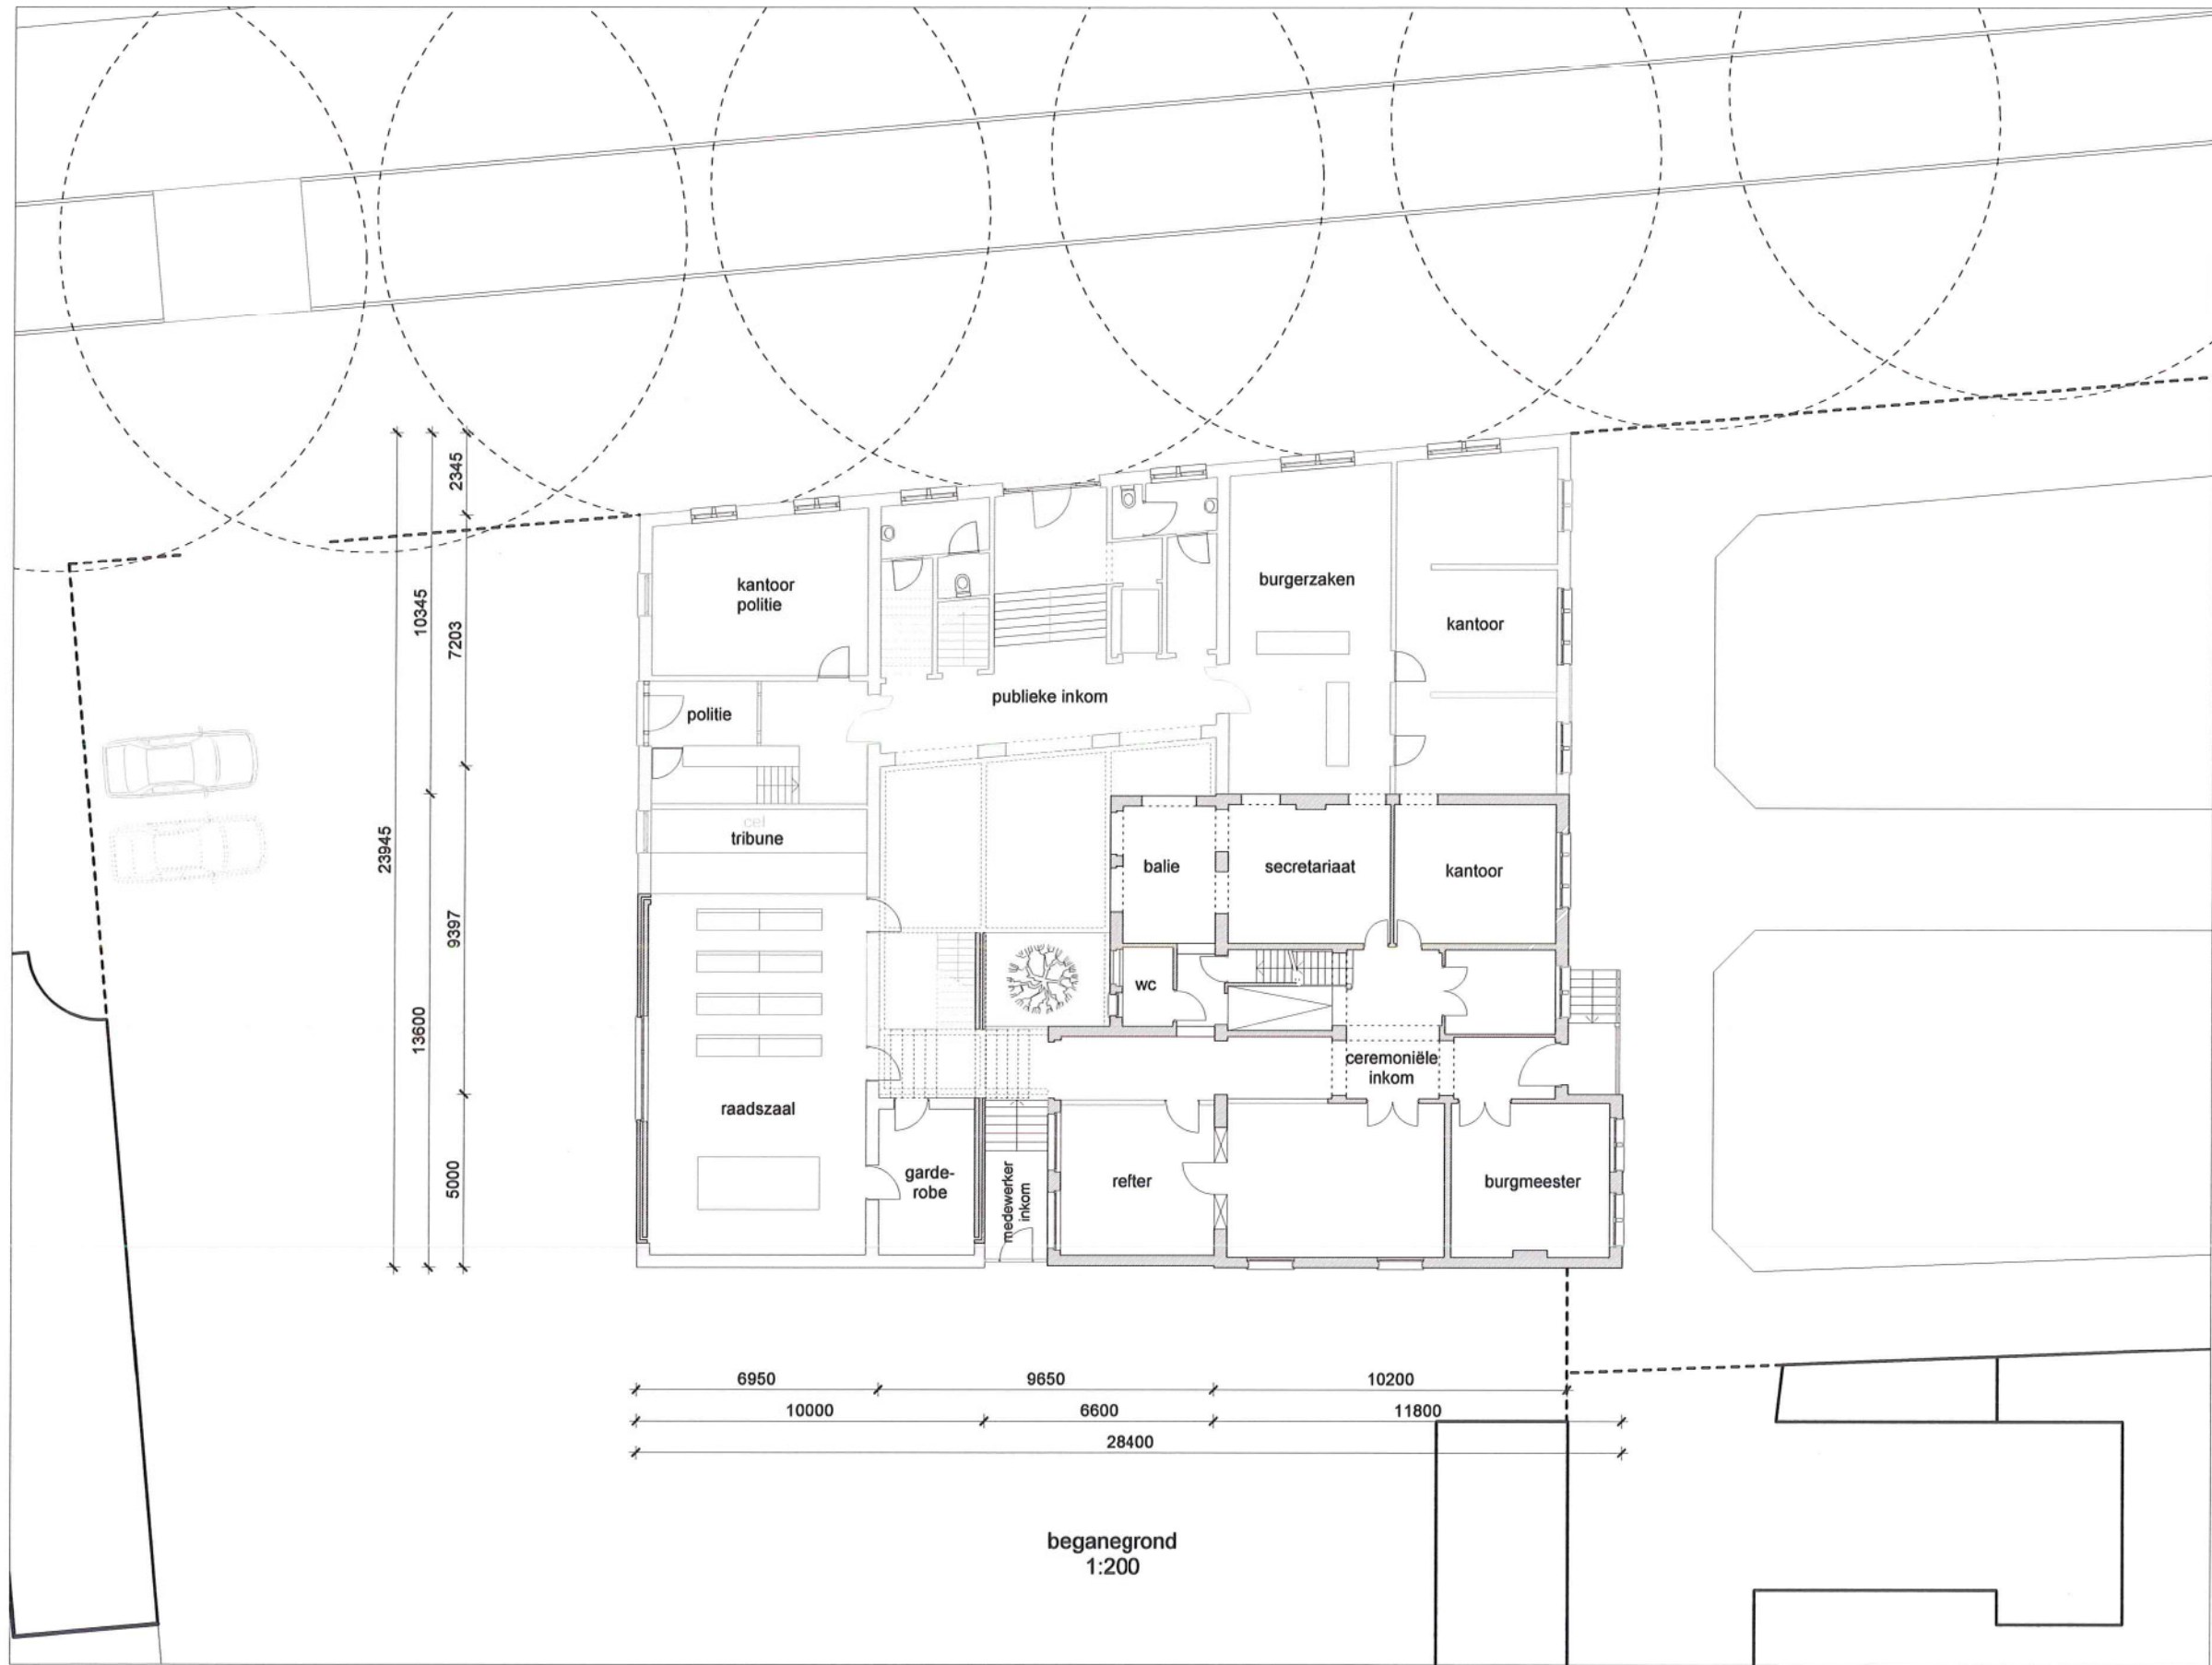 2345
10345
7203
23945
9397
13600
5000
kantoor
politie
burgerzaken
kantoor
publieke inkom
politie
cel
tribune
balie
secretariaat
kantoor
wc
ceremoniële
inkom
raadszaal
garde-
robe
medewerker
inkom
refter
burgmeester
6950
9650
10200
10000
6600
11800
28400
beganegrond
1:200